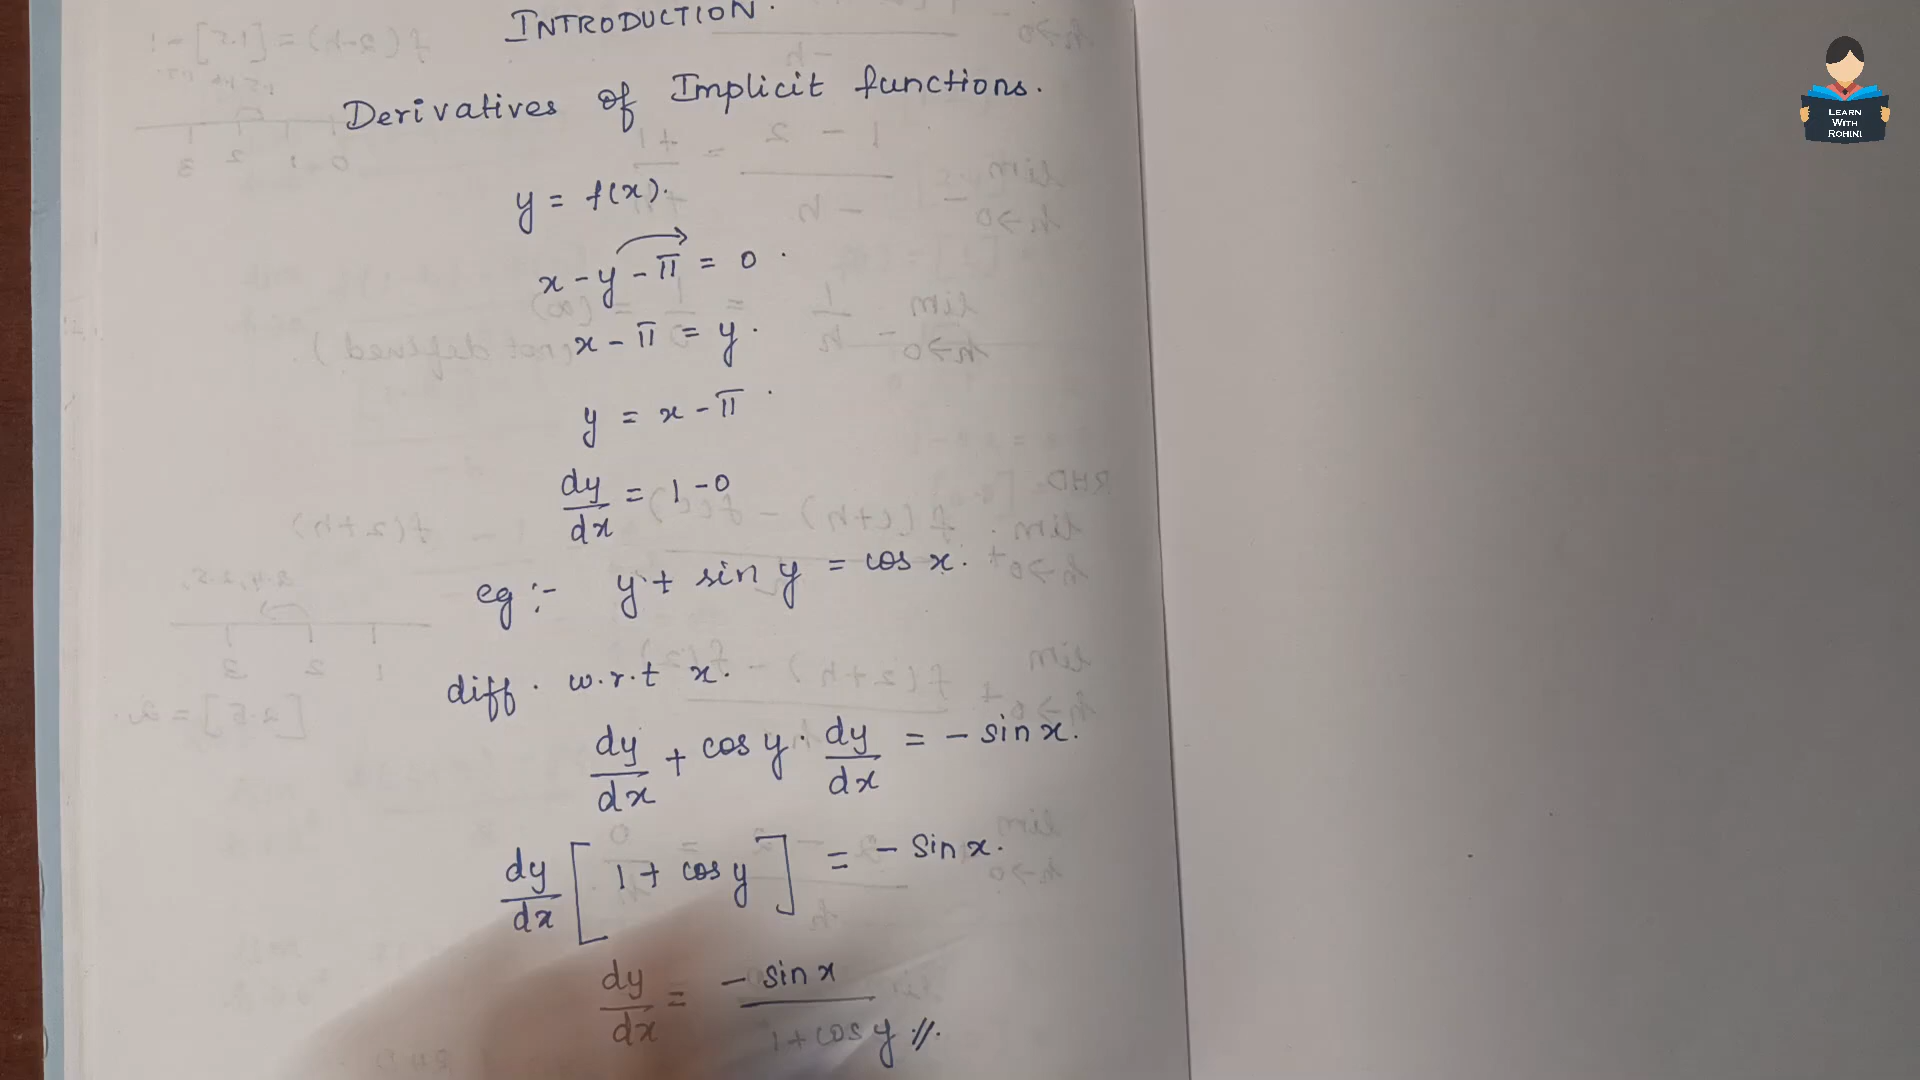 INTRODUCTION.
Derivatives of Implicit functions.
y = f(x).
x - y - π = 0.
x - π = y.
y = x - π.
dy/dx = 1 - 0
eg :- y + sin y = cos x.
diff. w.r.t x.
dy/dx + cos y . dy/dx = - sin x.
dy/dx [1 + cos y] = - sin x.
dy/dx = - sin x / 1 + cos y //.
LEARN
WITH
ROHINI